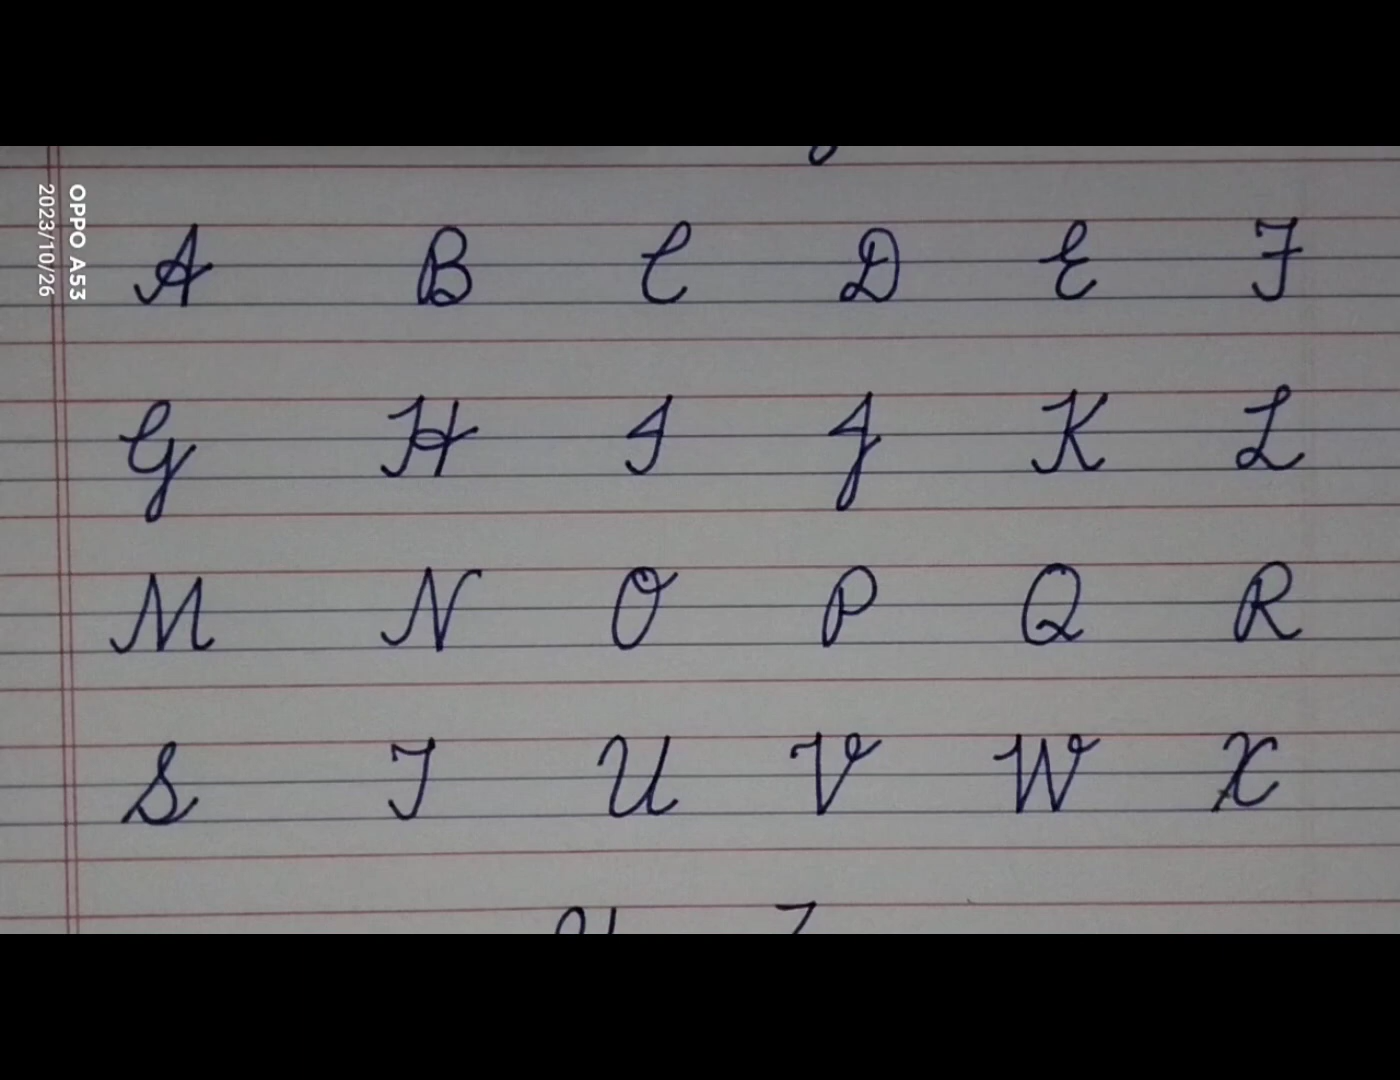 OPPO A53
2023/10/26
A B C D E F
G H I J K L
M N O P Q R
S T U V W X